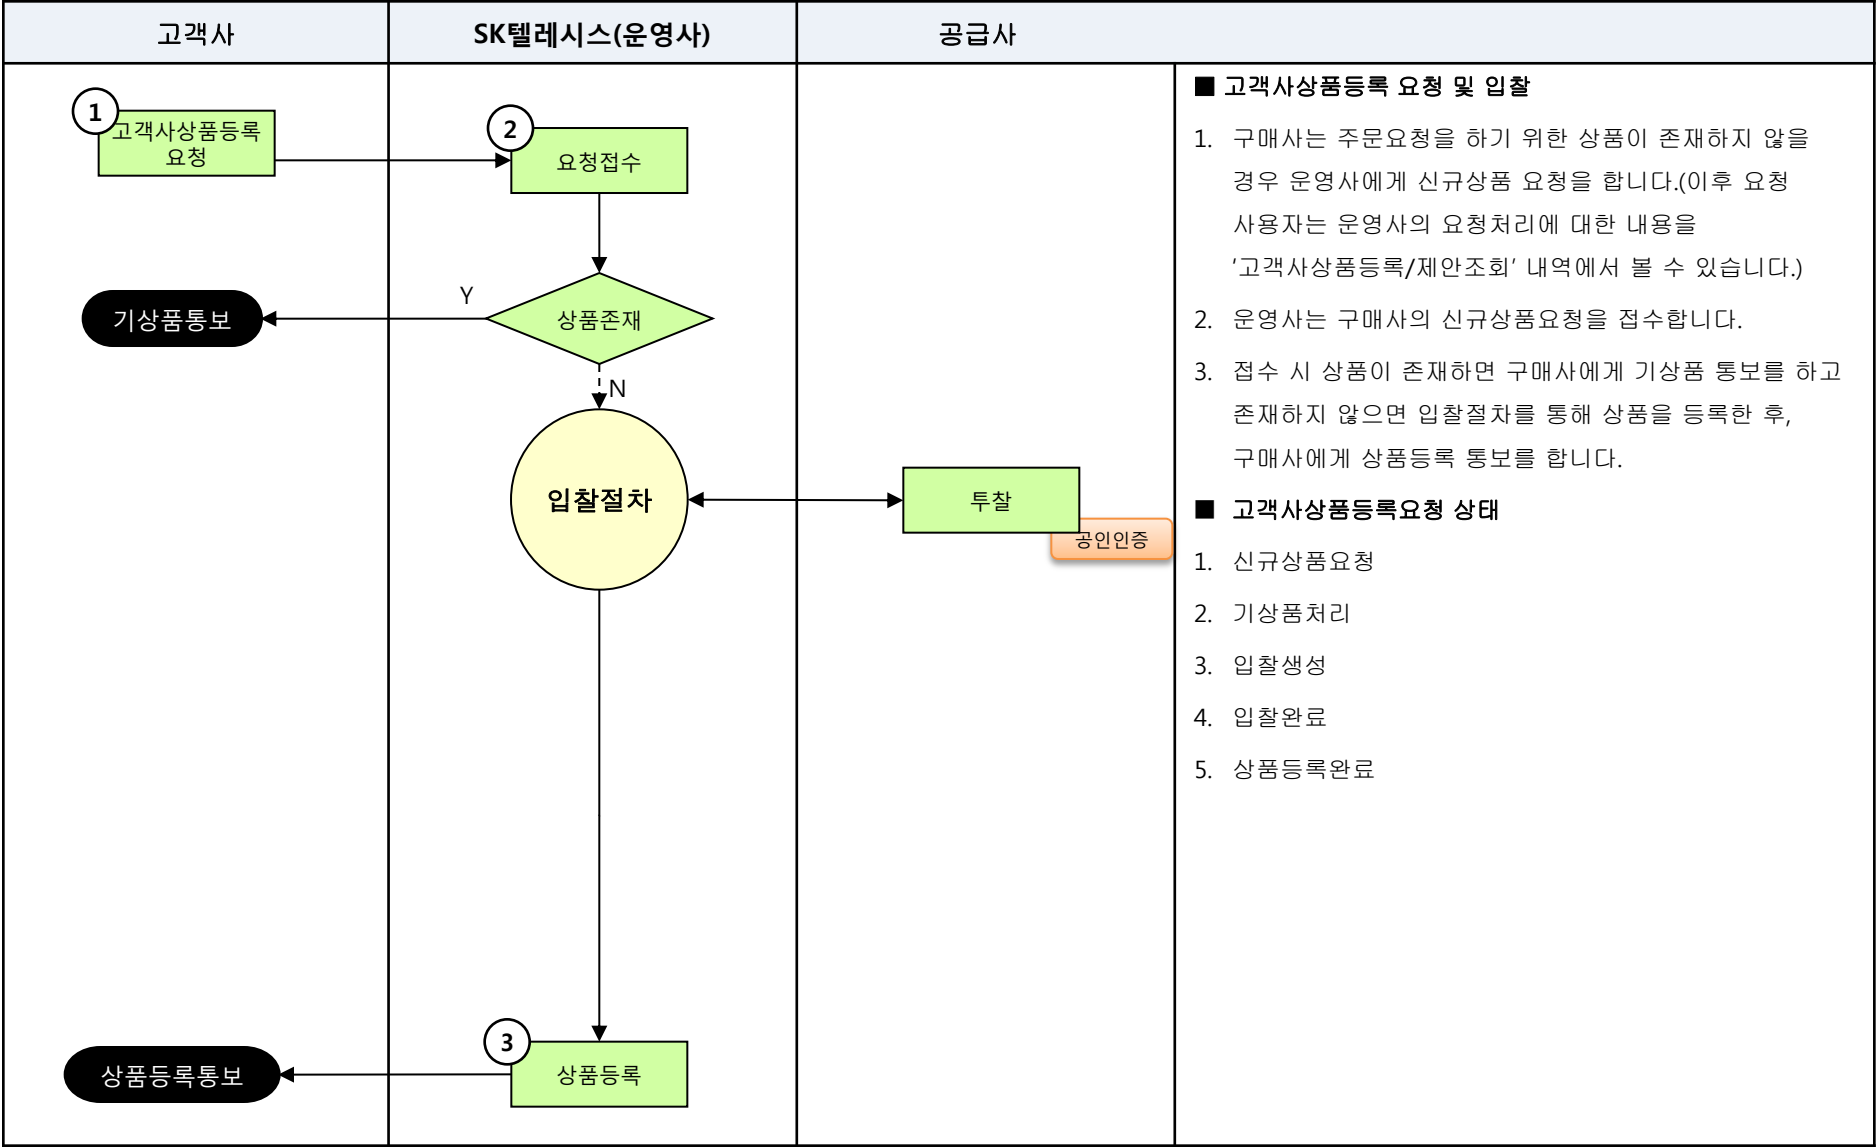 고객사
SK텔레시스(운영사)
공급사
1
고객사상품등록
요청
2
요청접수
Y
기상품통보
상품존재
N
입찰절차
투찰
공인인증
3
상품등록
상품등록통보
■ 고객사상품등록 요청 및 입찰
1. 구매사는 주문요청을 하기 위한 상품이 존재하지 않을
경우 운영사에게 신규상품 요청을 합니다.(이후 요청
사용자는 운영사의 요청처리에 대한 내용을
‘고객사상품등록/제안조회’ 내역에서 볼 수 있습니다.)
2. 운영사는 구매사의 신규상품요청을 접수합니다.
3. 접수 시 상품이 존재하면 구매사에게 기상품 통보를 하고
존재하지 않으면 입찰절차를 통해 상품을 등록한 후,
구매사에게 상품등록 통보를 합니다.
■ 고객사상품등록요청 상태
1. 신규상품요청
2. 기상품처리
3. 입찰생성
4. 입찰완료
5. 상품등록완료